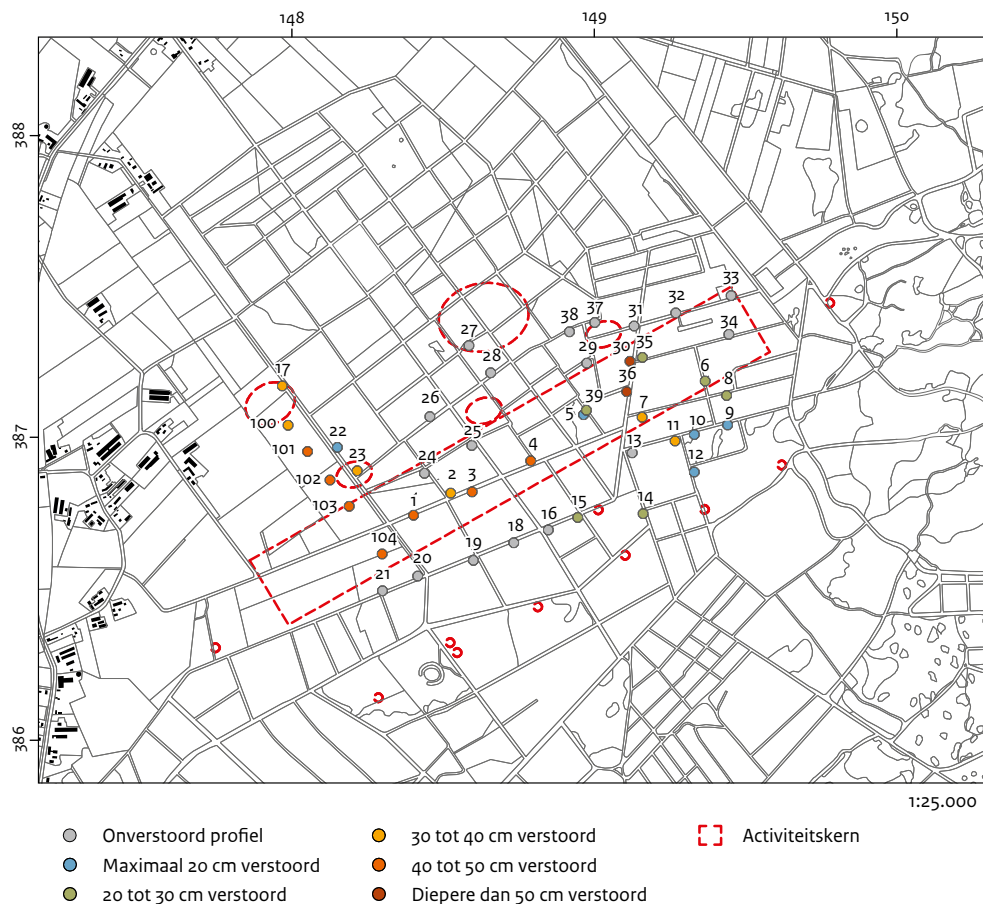 148 149 150
388
33
32
37
38 31
34
27 29 30 35
28
17 36 6 8
39
26 5 7 9
100 22 10
25 4 13 11
101 23
24 12
102 2 3
103 1 15 14
16
104 18
20 19
21
387
386
1:25.000
Onverstoord profiel
Maximaal 20 cm verstoord
20 tot 30 cm verstoord
30 tot 40 cm verstoord
40 tot 50 cm verstoord
Diepere dan 50 cm verstoord
Activiteitskern